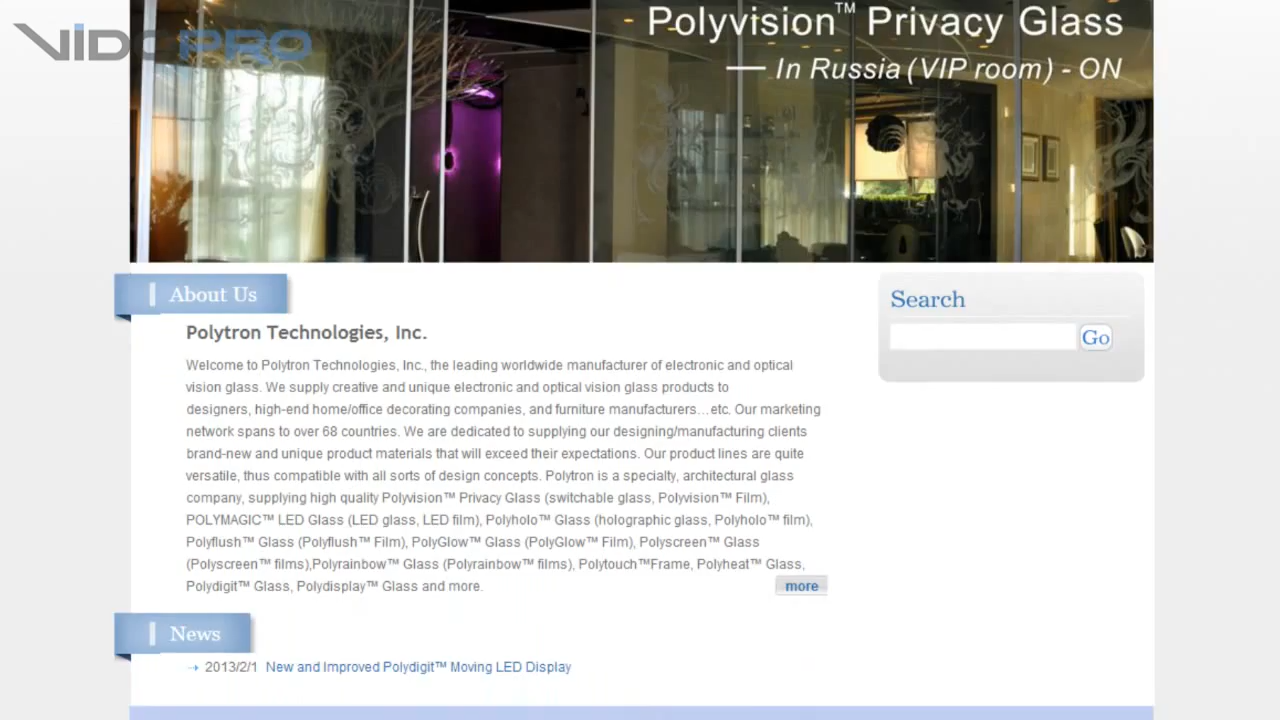 VIDEPRO
Polyvision™ Privacy Glass
— In Russia (VIP room) - ON
About Us
Polytron Technologies, Inc.
Welcome to Polytron Technologies, Inc., the leading worldwide manufacturer of electronic and optical
vision glass. We supply creative and unique electronic and optical vision glass products to
designers, high-end home/office decorating companies, and furniture manufacturers…etc. Our marketing
network spans to over 68 countries. We are dedicated to supplying our designing/manufacturing clients
brand-new and unique product materials that will exceed their expectations. Our product lines are quite
versatile, thus compatible with all sorts of design concepts. Polytron is a specialty, architectural glass
company, supplying high quality Polyvision™ Privacy Glass (switchable glass, Polyvision™ Film),
POLYMAGIC™ LED Glass (LED glass, LED film), Polyholo™ Glass (holographic glass, Polyholo™ film),
Polyflush™ Glass (Polyflush™ Film), PolyGlow™ Glass (PolyGlow™ Film), Polyscreen™ Glass
(Polyscreen™ films),Polyrainbow™ Glass (Polyrainbow™ films), Polytouch™Frame, Polyheat™ Glass,
Polydigit™ Glass, Polydisplay™ Glass and more.
more
Search
Go
News
2013/2/1 New and Improved Polydigit™ Moving LED Display